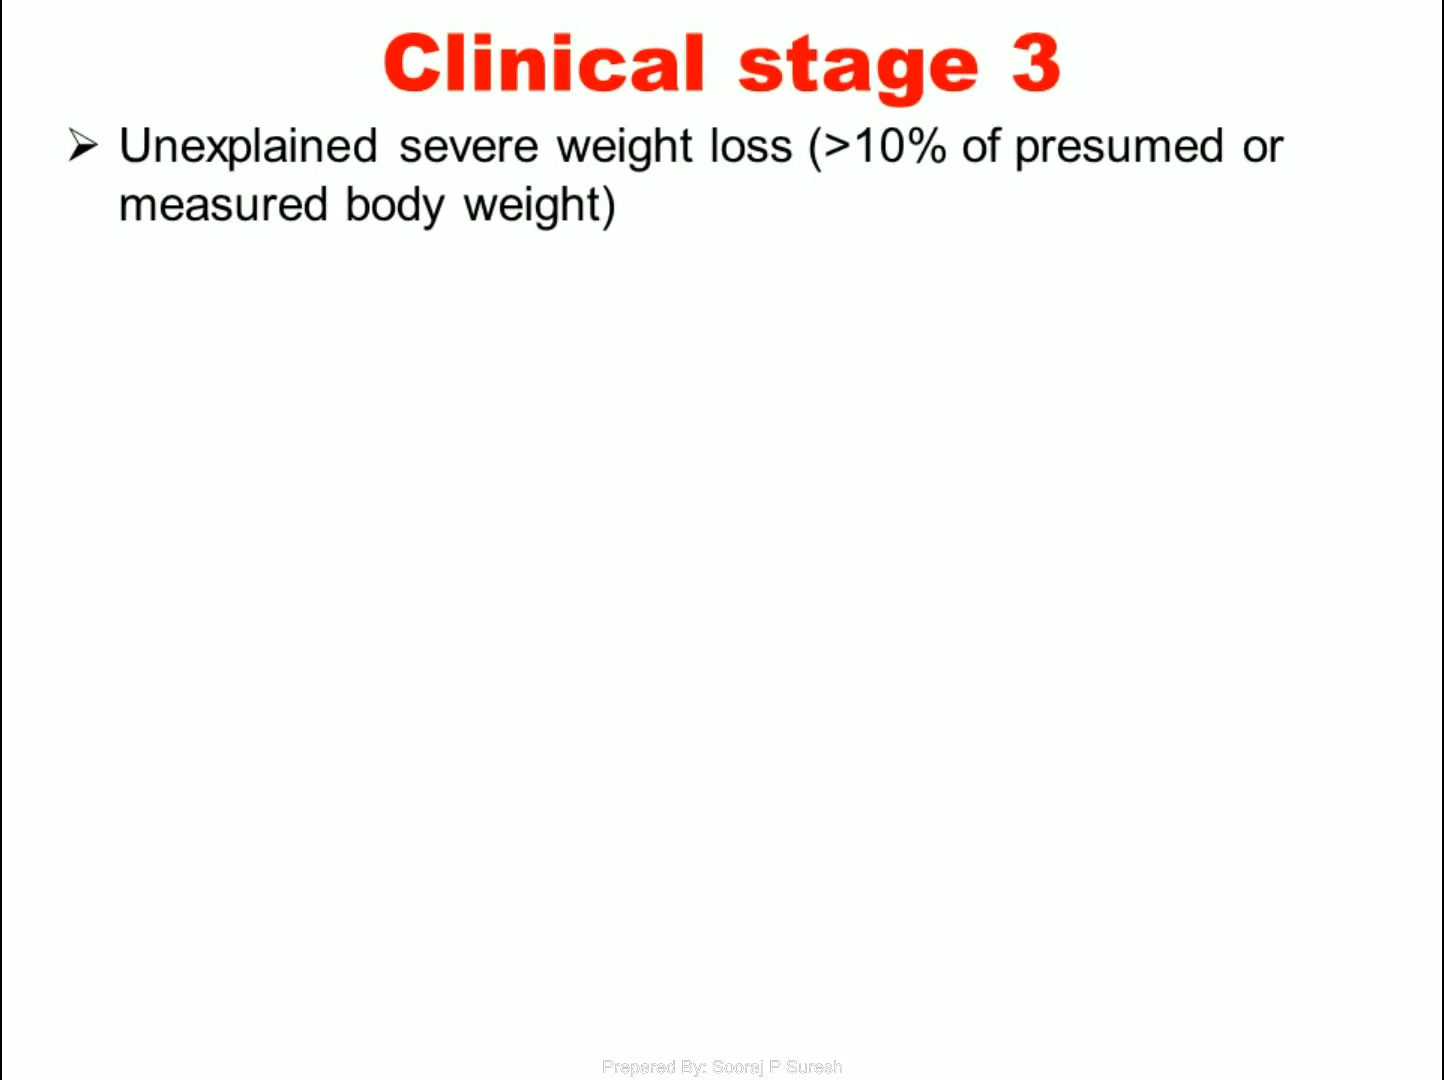 Clinical stage 3
➢ Unexplained severe weight loss (>10% of presumed or
measured body weight)
Prepared By: Sooraj P Suresh